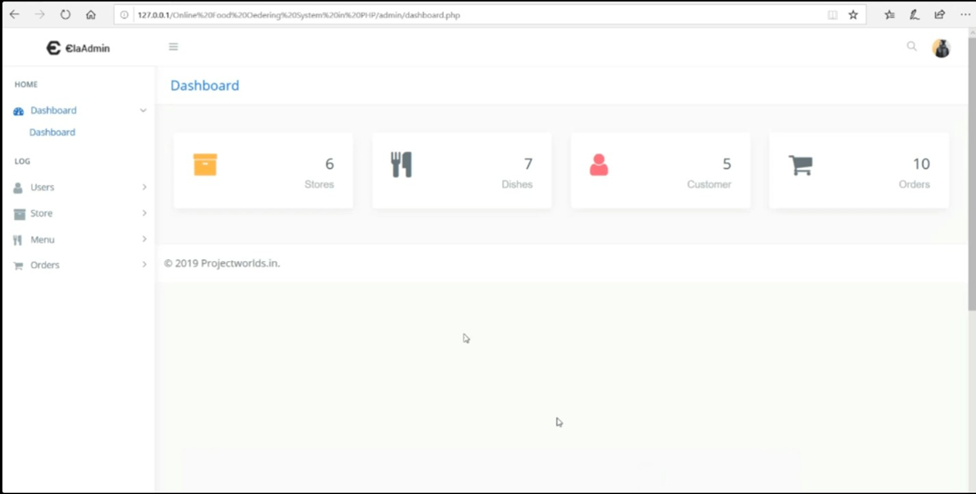 127.0.0.1/Online%20Food%20Oedering%20System%20in%20PHP/admin/dashboard.php
ElaAdmin
HOME
Dashboard
Dashboard
Dashboard
6
Stores
7
Dishes
5
Customer
10
Orders
LOG
Users
Store
Menu
Orders
© 2019 Projectworlds.in.